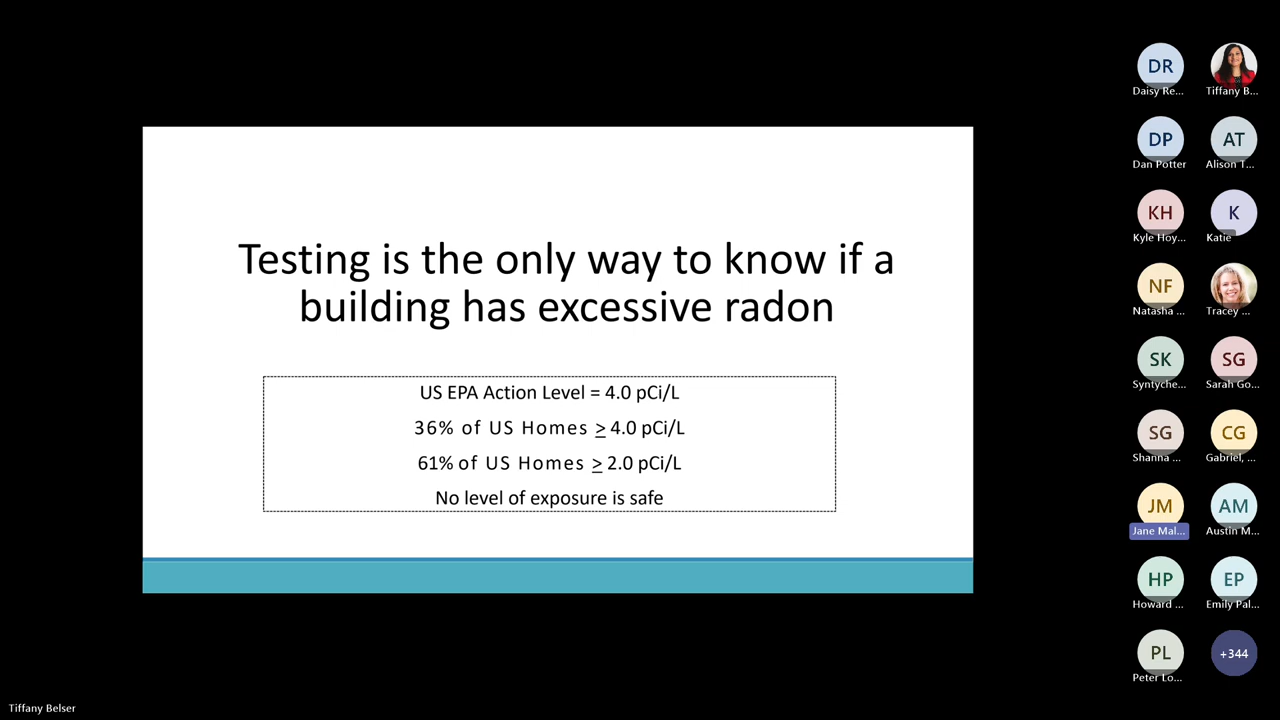 Testing is the only way to know if a
building has excessive radon
US EPA Action Level = 4.0 pCi/L
36% of US Homes ≥ 4.0 pCi/L
61% of US Homes ≥ 2.0 pCi/L
No level of exposure is safe
DR
Daisy Re...
Tiffany B...
DP
Dan Potter
AT
Alison T...
KH
Kyle Hoy...
K
Katie
NF
Natasha ...
Tracey ...
SK
Syntyche...
SG
Sarah Go...
SG
Shanna ...
CG
Gabriel, ...
JM
Jane Mal...
AM
Austin M...
HP
Howard ...
EP
Emily Pal...
PL
Peter Lo...
+344
Tiffany Belser